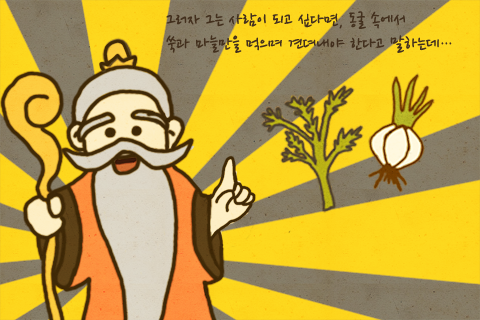 그러자 그는 사람이 되고 싶다면, 동굴 속에서
쑥과 마늘만을 먹으며 견뎌내야 한다고 말하는데...